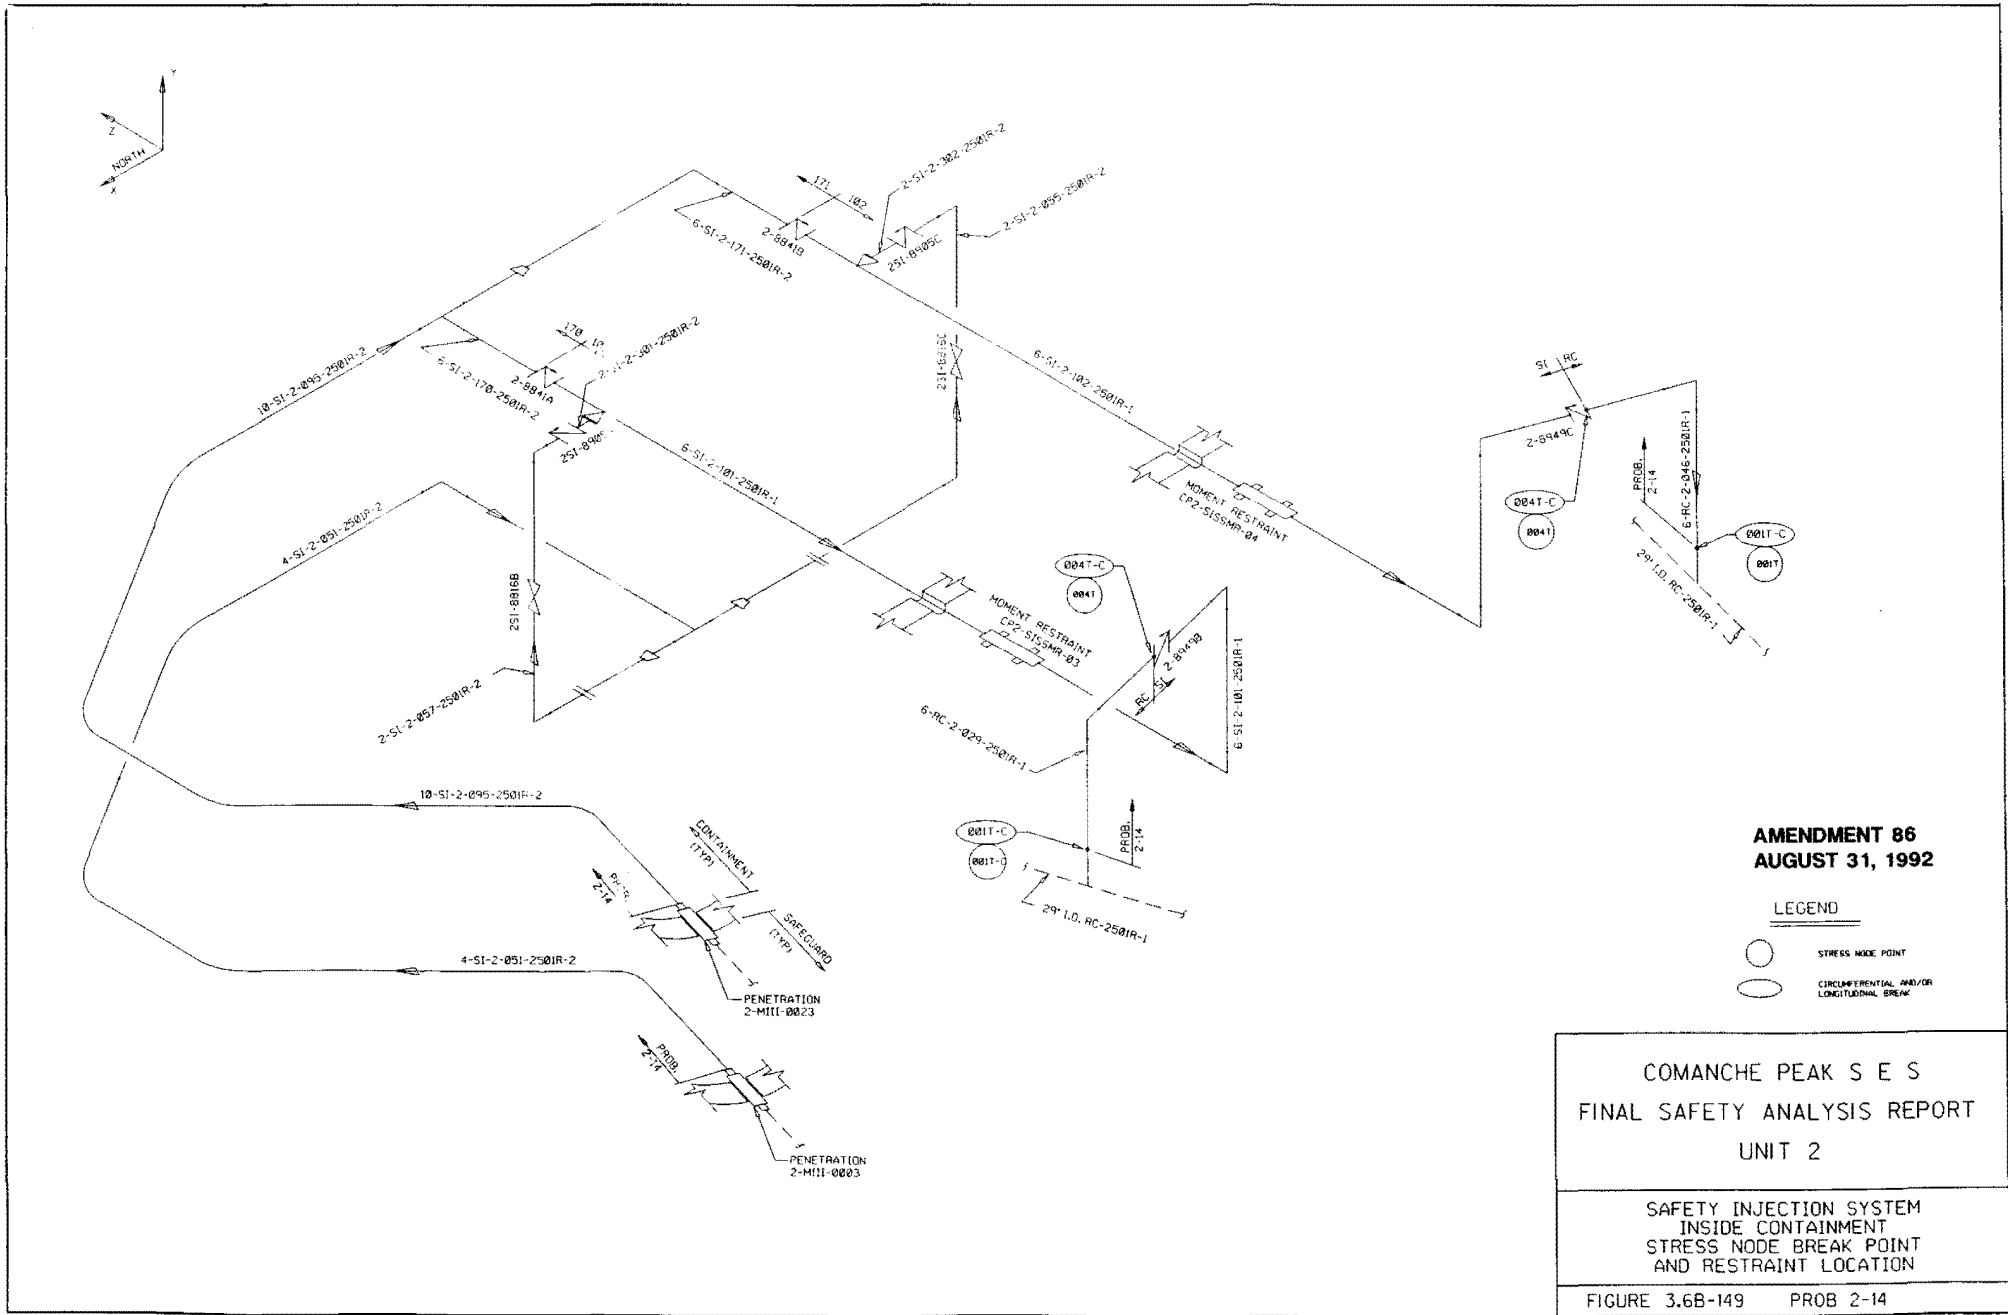 Y
Z
NORTH
X
2-SI-2-302-2501R-2
2-SI-2-055-2501R-2
171
102
6-SI-2-171-2501R-2
2-8841B
2SI-8905C
10-SI-2-095-2501R-2
170
6-SI-2-170-2501R-2
2-8841A
2SI-8816C
6-SI-2-102-2501R-1
6-SI-2-101-2501R-1
4-SI-2-051-2501R-2
2SI-8816B
2-SI-2-057-2501R-2
MOMENT RESTRAINT
CP2-SISSMR-04
MOMENT RESTRAINT
CP2-SISSMR-03
SI
RC
2-8949C
004T-C
004T
PROB.
2-14
6-RC-2-046-2501R-1
001T-C
001T
29" I.D. RC-2501R-1
004T-C
004T
2-8949B
RC
SI
6-SI-2-101-2501R-1
6-RC-2-029-2501R-1
001T-C
001T-C
PROB.
2-14
29" I.D. RC-2501R-1
10-SI-2-095-2501R-2
CONTAINMENT
(TYP)
SAFEGUARD
(TYP)
PROB.
2-14
PENETRATION
2-MIII-0023
4-SI-2-051-2501R-2
PROB.
2-14
PENETRATION
2-MIII-0003
AMENDMENT 86
AUGUST 31, 1992
LEGEND
STRESS NODE POINT
CIRCUMFERENTIAL AND/OR
LONGITUDINAL BREAK
COMANCHE PEAK S E S
FINAL SAFETY ANALYSIS REPORT
UNIT 2
SAFETY INJECTION SYSTEM
INSIDE CONTAINMENT
STRESS NODE BREAK POINT
AND RESTRAINT LOCATION
FIGURE 3.6B-149 PROB 2-14